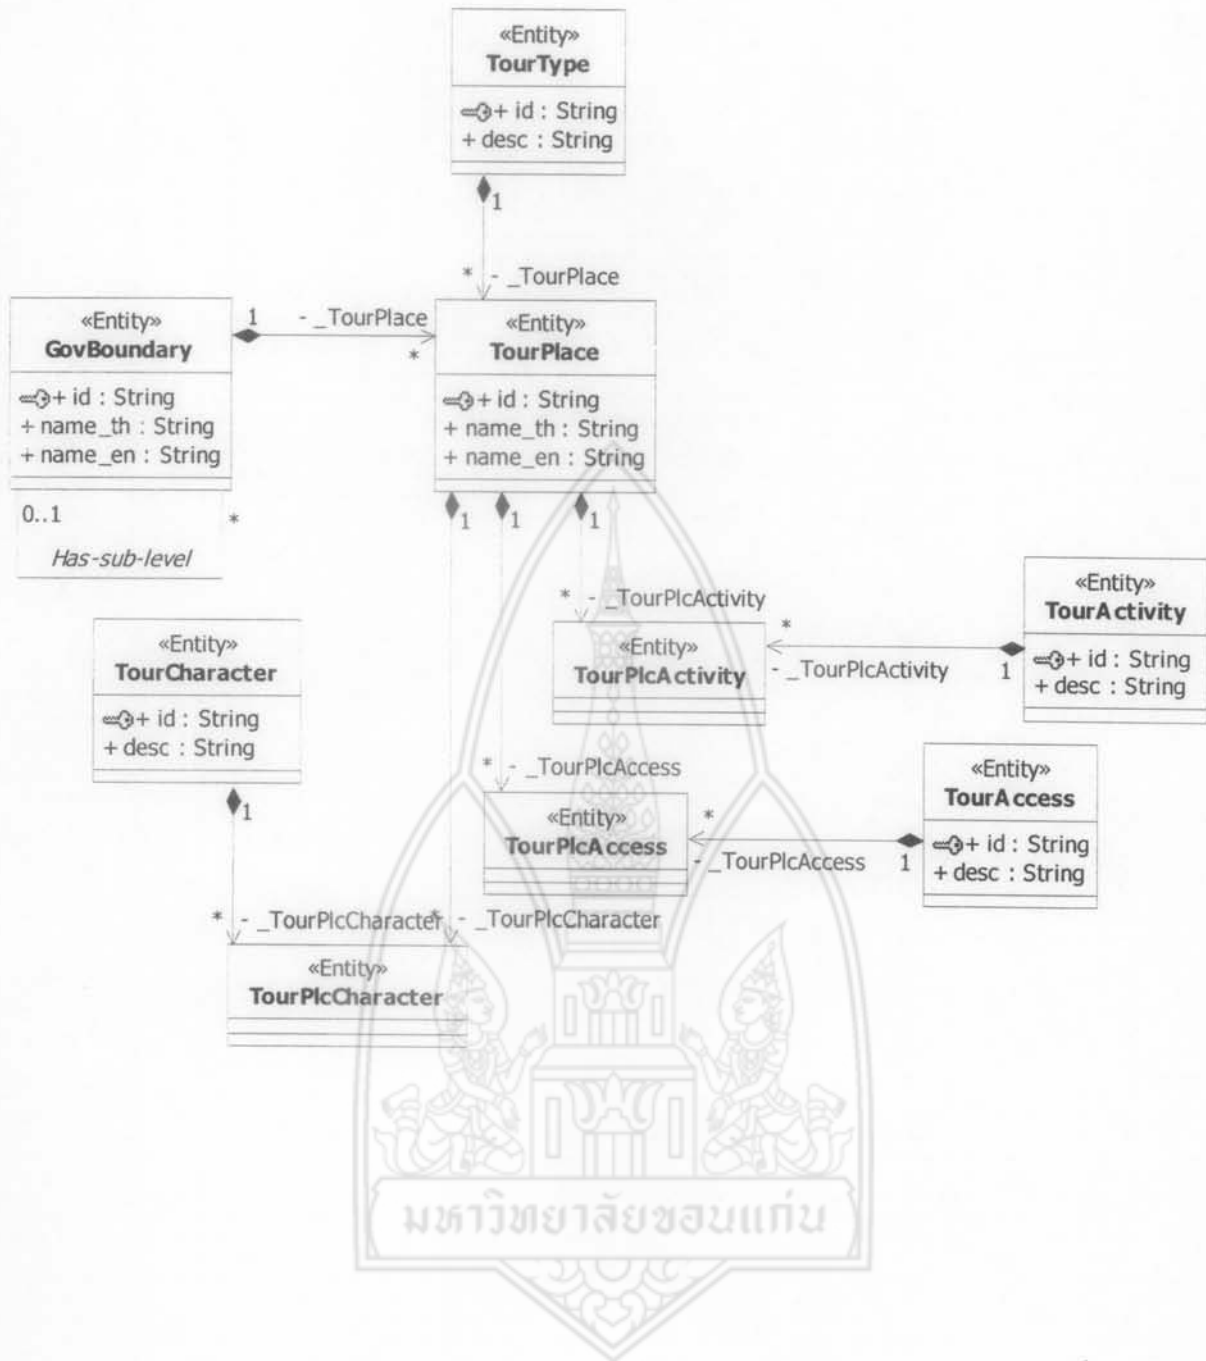 «Entity»
TourType
+ id : String
+ desc : String
1
* - _TourPlace
«Entity»
GovBoundary
+ id : String
+ name_th : String
+ name_en : String
1 - _TourPlace
*
0..1 *
Has-sub-level
«Entity»
TourPlace
+ id : String
+ name_th : String
+ name_en : String
1 1 1
* - _TourPlcActivity
«Entity»
TourPlcActivity
*
- _TourPlcActivity 1
«Entity»
TourActivity
+ id : String
+ desc : String
«Entity»
TourCharacter
+ id : String
+ desc : String
1
* - _TourPlcAccess
«Entity»
TourPlcAccess
*
- _TourPlcAccess 1
«Entity»
TourAccess
+ id : String
+ desc : String
* - _TourPlcCharacter
* - _TourPlcCharacter
«Entity»
TourPlcCharacter
มหาวิทยาลัยขอนแก่น